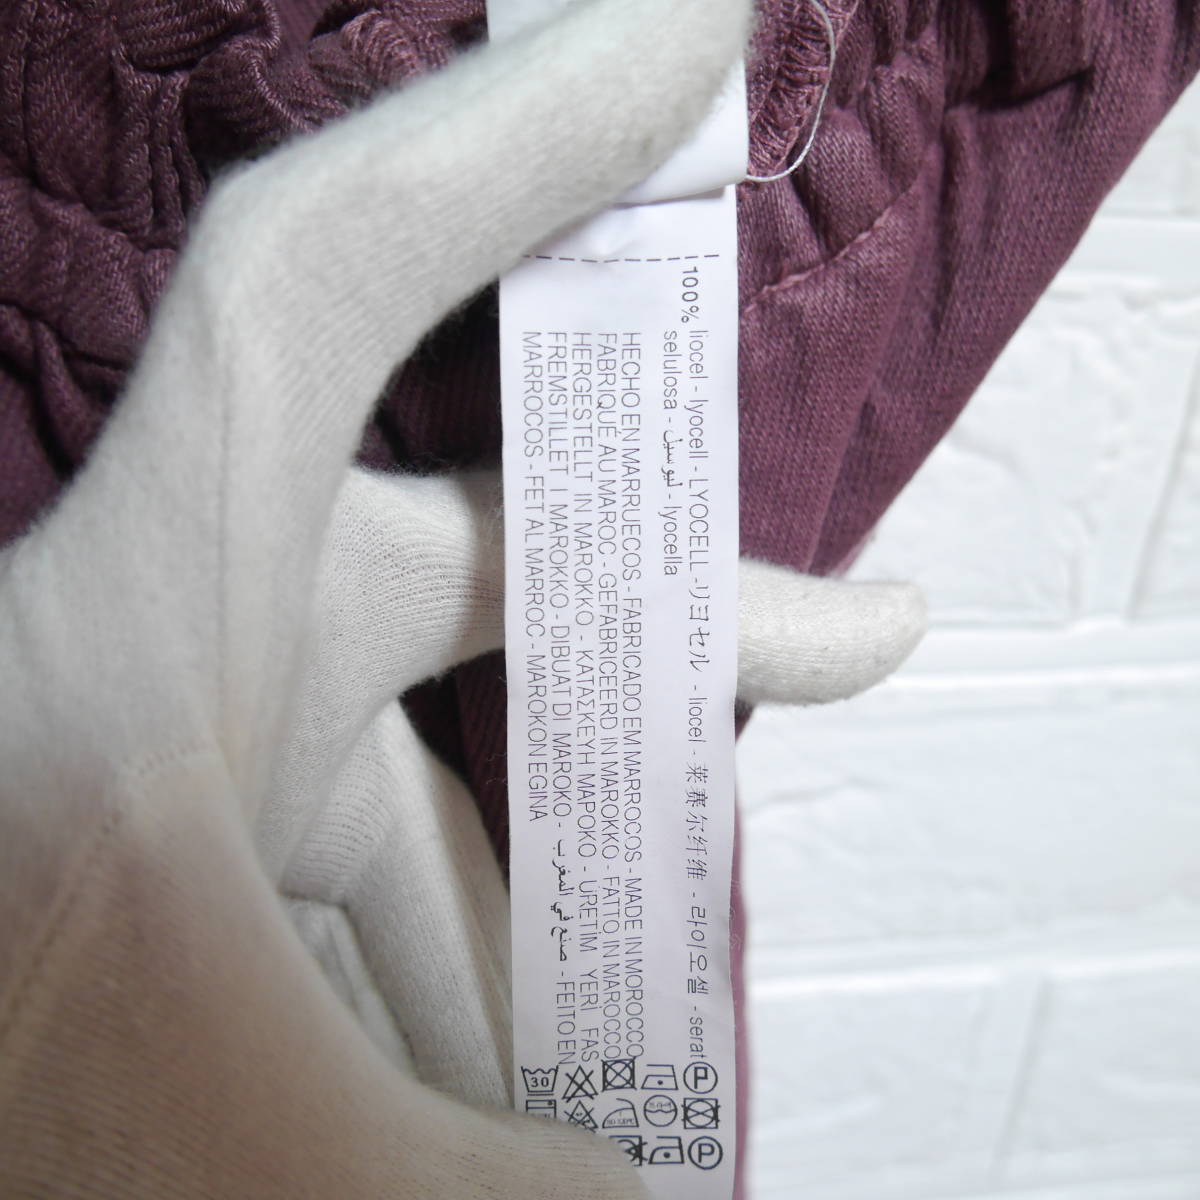 100% liocel - lyocell - LYOCELL - リヨセル - liocel - 莱赛尔纤维 - 라이오셀 - serat
selulosa - ليوسيل - lyocella
HECHO EN MARRUECOS - FABRICADO EM MARROCOS - MADE IN MOROCCO
FABRIQUÉ AU MAROC - GEFABRICEERD IN MAROKKO - FATTO IN MAROCCO
HERGESTELLT IN MAROKKO - ΚΑΤΑΣΚΕΥΗ ΜΑΡΟΚΟ - ÜRETİM YERİ FAS
FREMSTILLET I MAROKKO - DIBUAT DI MAROKO - صنع في المغرب - FEITO EN
MARROCOS - FET AL MARROC - MAROKON EGINA
30
P